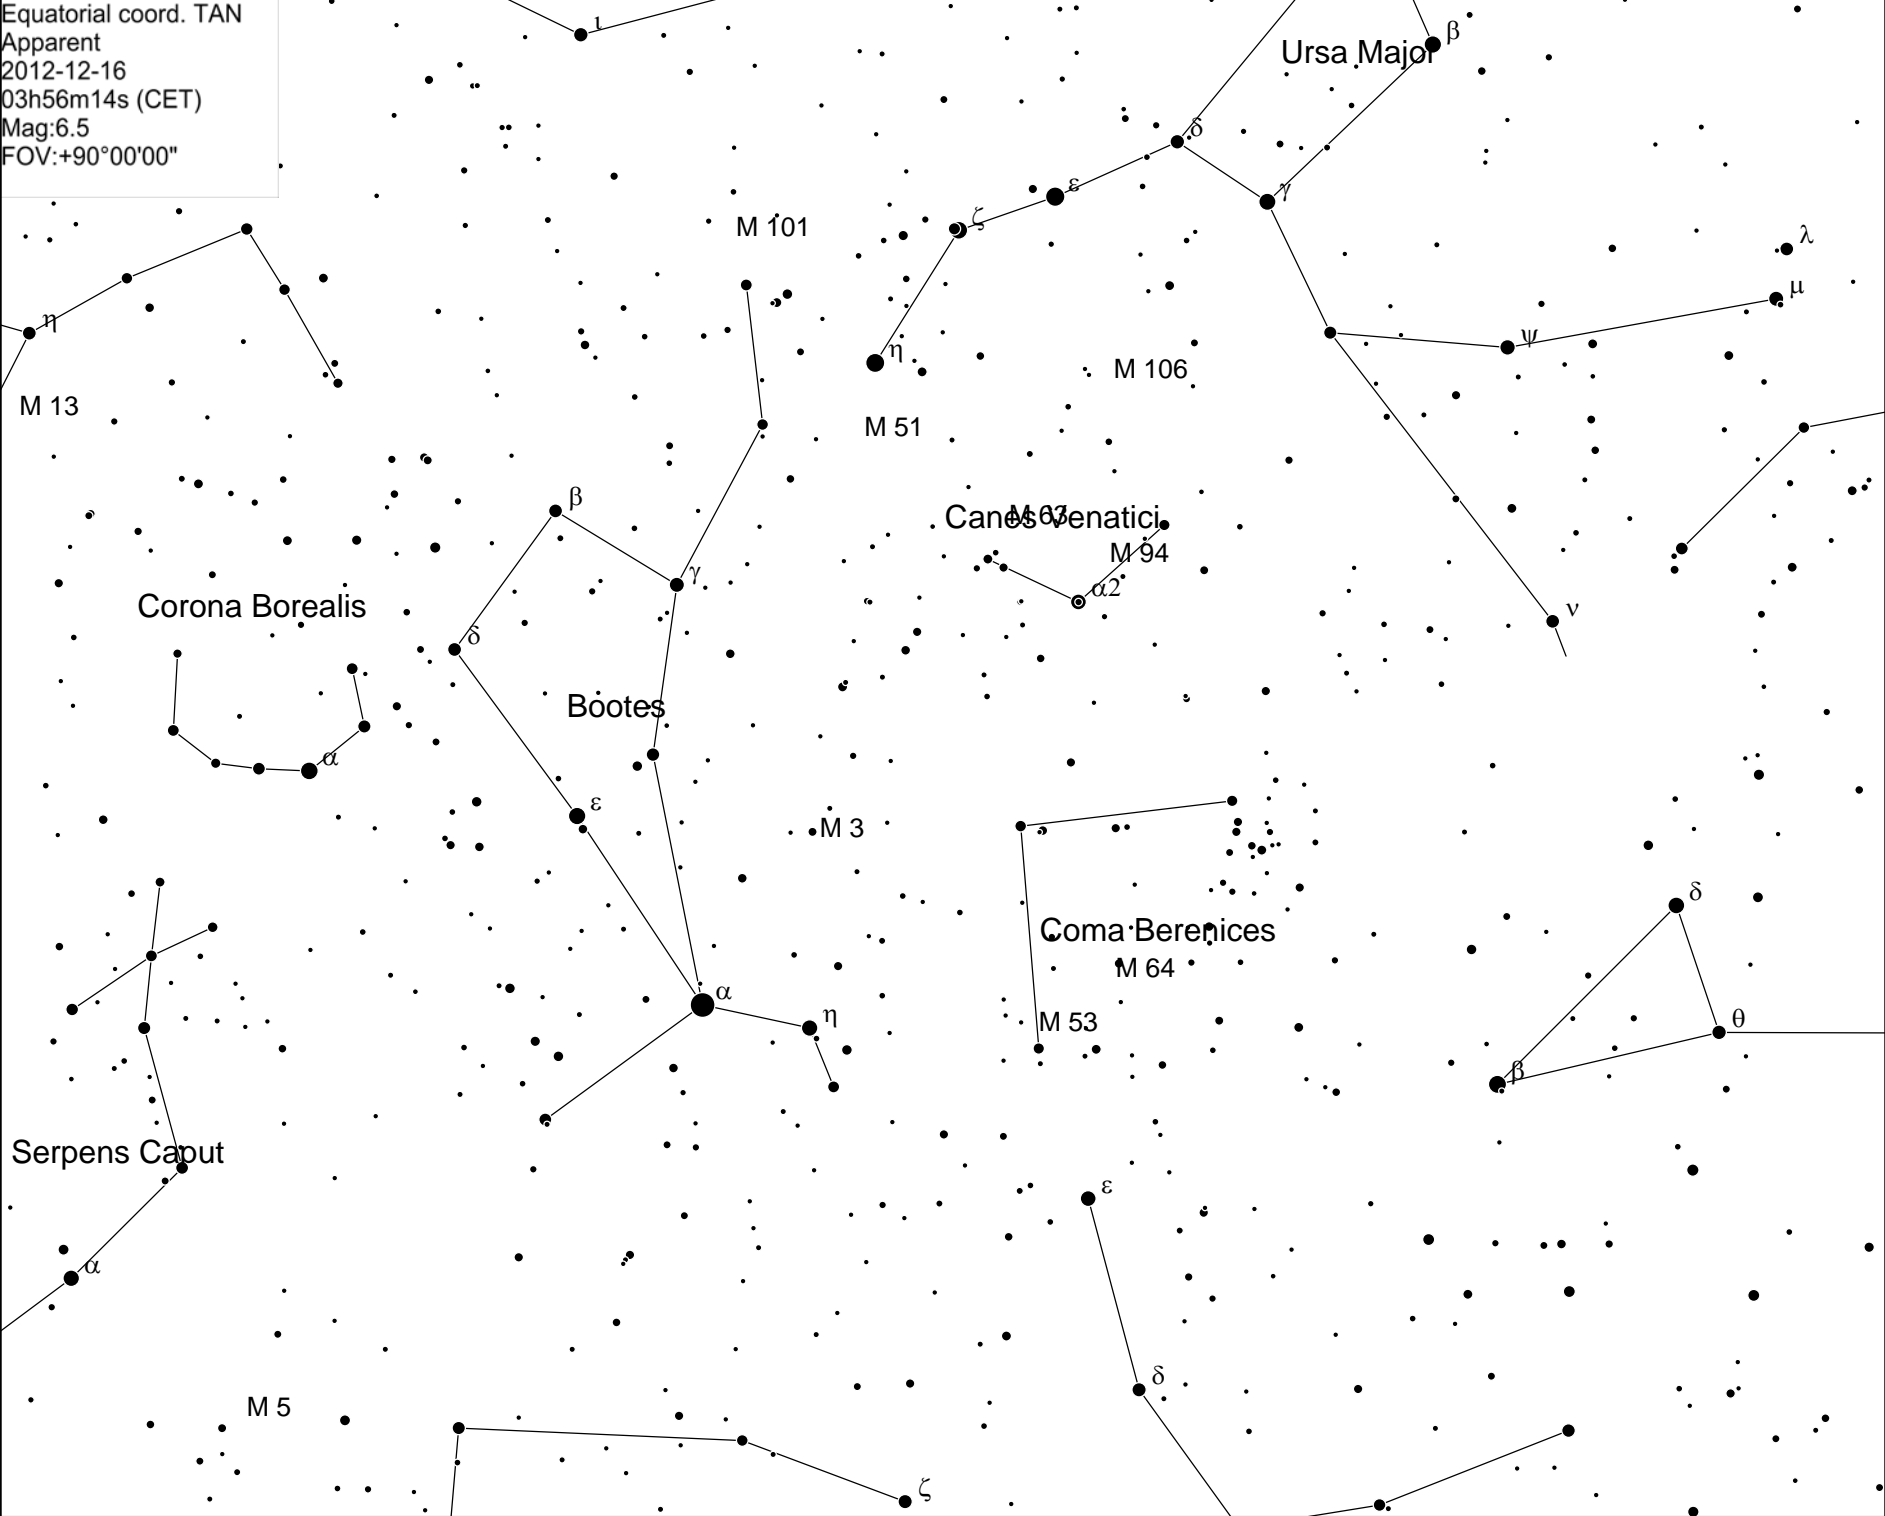 Equatorial coord. TAN
Apparent
2012-12-16
03h56m14s (CET)
Mag:6.5
FOV:+90°00'00"
ι
β
Ursa Major
δ
ε
γ
ζ
M 101
λ
μ
η
ψ
η
M 106
M 13
M 51
β
Canes Venatici
M 63
M 94
γ
α2
Corona Borealis
ν
δ
Bootes
α
ε
M 3
δ
Coma Berenices
M 64
α
η
M 53
θ
β
Serpens Caput
ε
α
δ
M 5
ζ